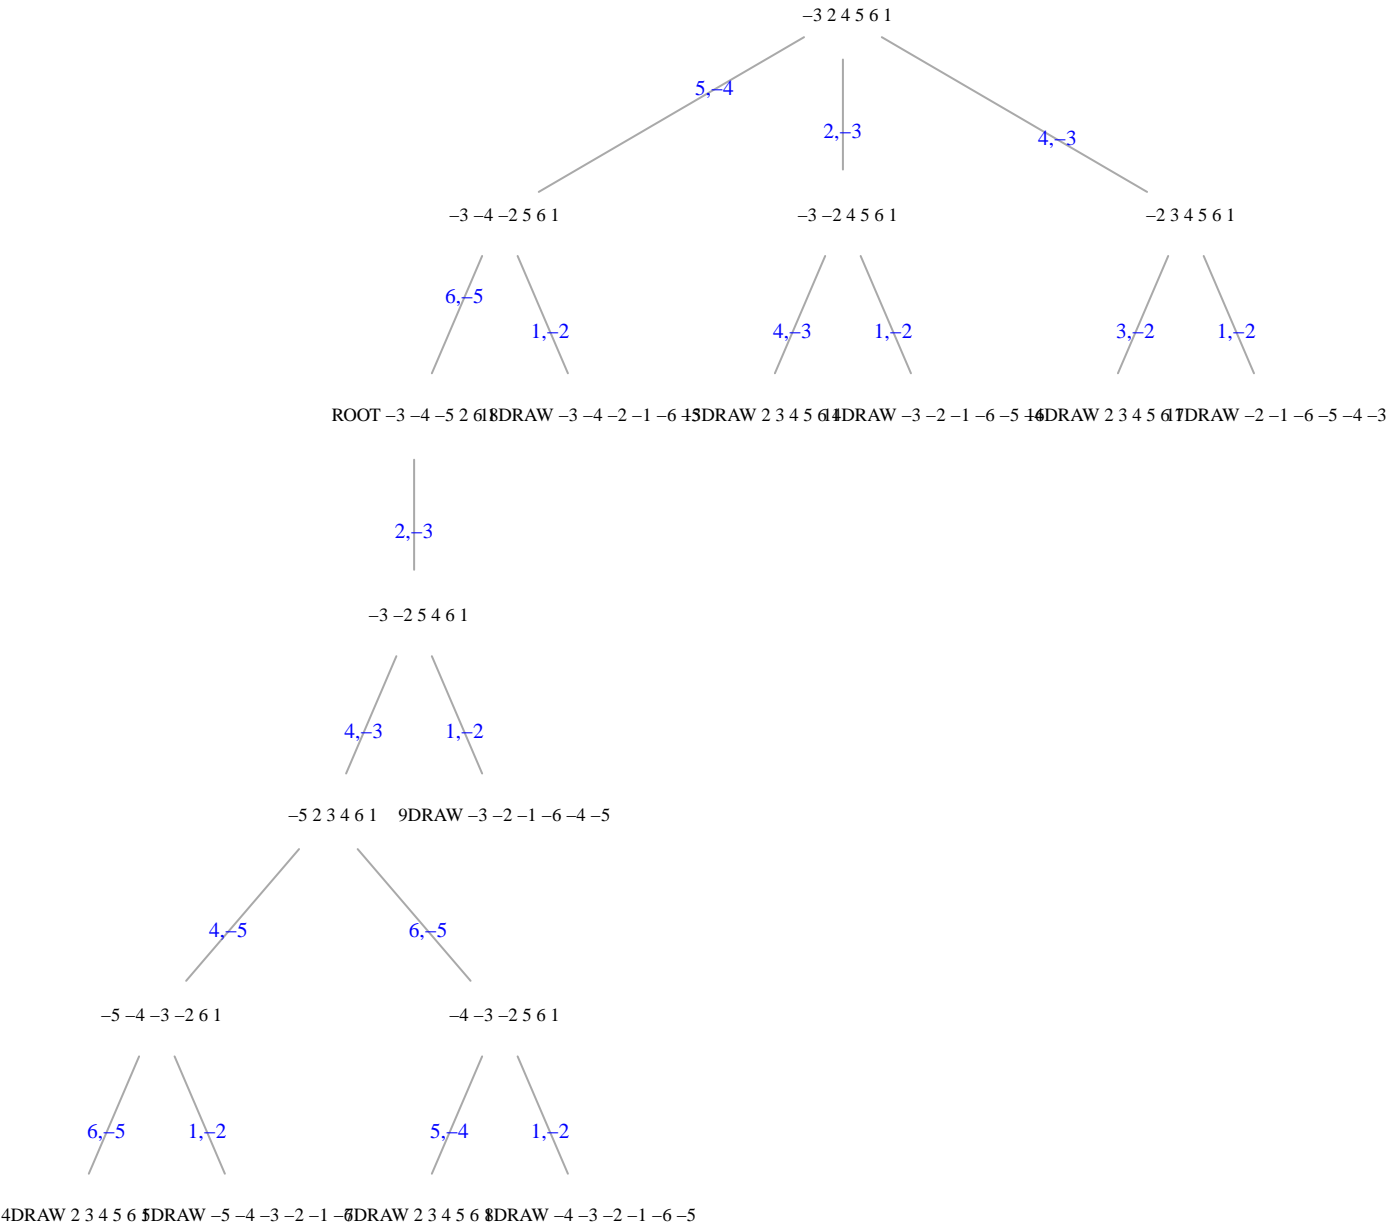 –3 2 4 5 6 1
5,–4
2,–3
4,–3
–3 –4 –2 5 6 1
–3 –2 4 5 6 1
–2 3 4 5 6 1
6,–5
1,–2
4,–3
1,–2
3,–2
1,–2
ROOT –3 –4 –5 2 6 1
18DRAW –3 –4 –2 –1 –6 –5
13DRAW 2 3 4 5 6 1
14DRAW –3 –2 –1 –6 –5 –4
16DRAW 2 3 4 5 6 1
17DRAW –2 –1 –6 –5 –4 –3
2,–3
–3 –2 5 4 6 1
4,–3
1,–2
–5 2 3 4 6 1
9DRAW –3 –2 –1 –6 –4 –5
4,–5
6,–5
–5 –4 –3 –2 6 1
–4 –3 –2 5 6 1
6,–5
1,–2
5,–4
1,–2
4DRAW 2 3 4 5 6 1
5DRAW –5 –4 –3 –2 –1 –6
7DRAW 2 3 4 5 6 1
8DRAW –4 –3 –2 –1 –6 –5